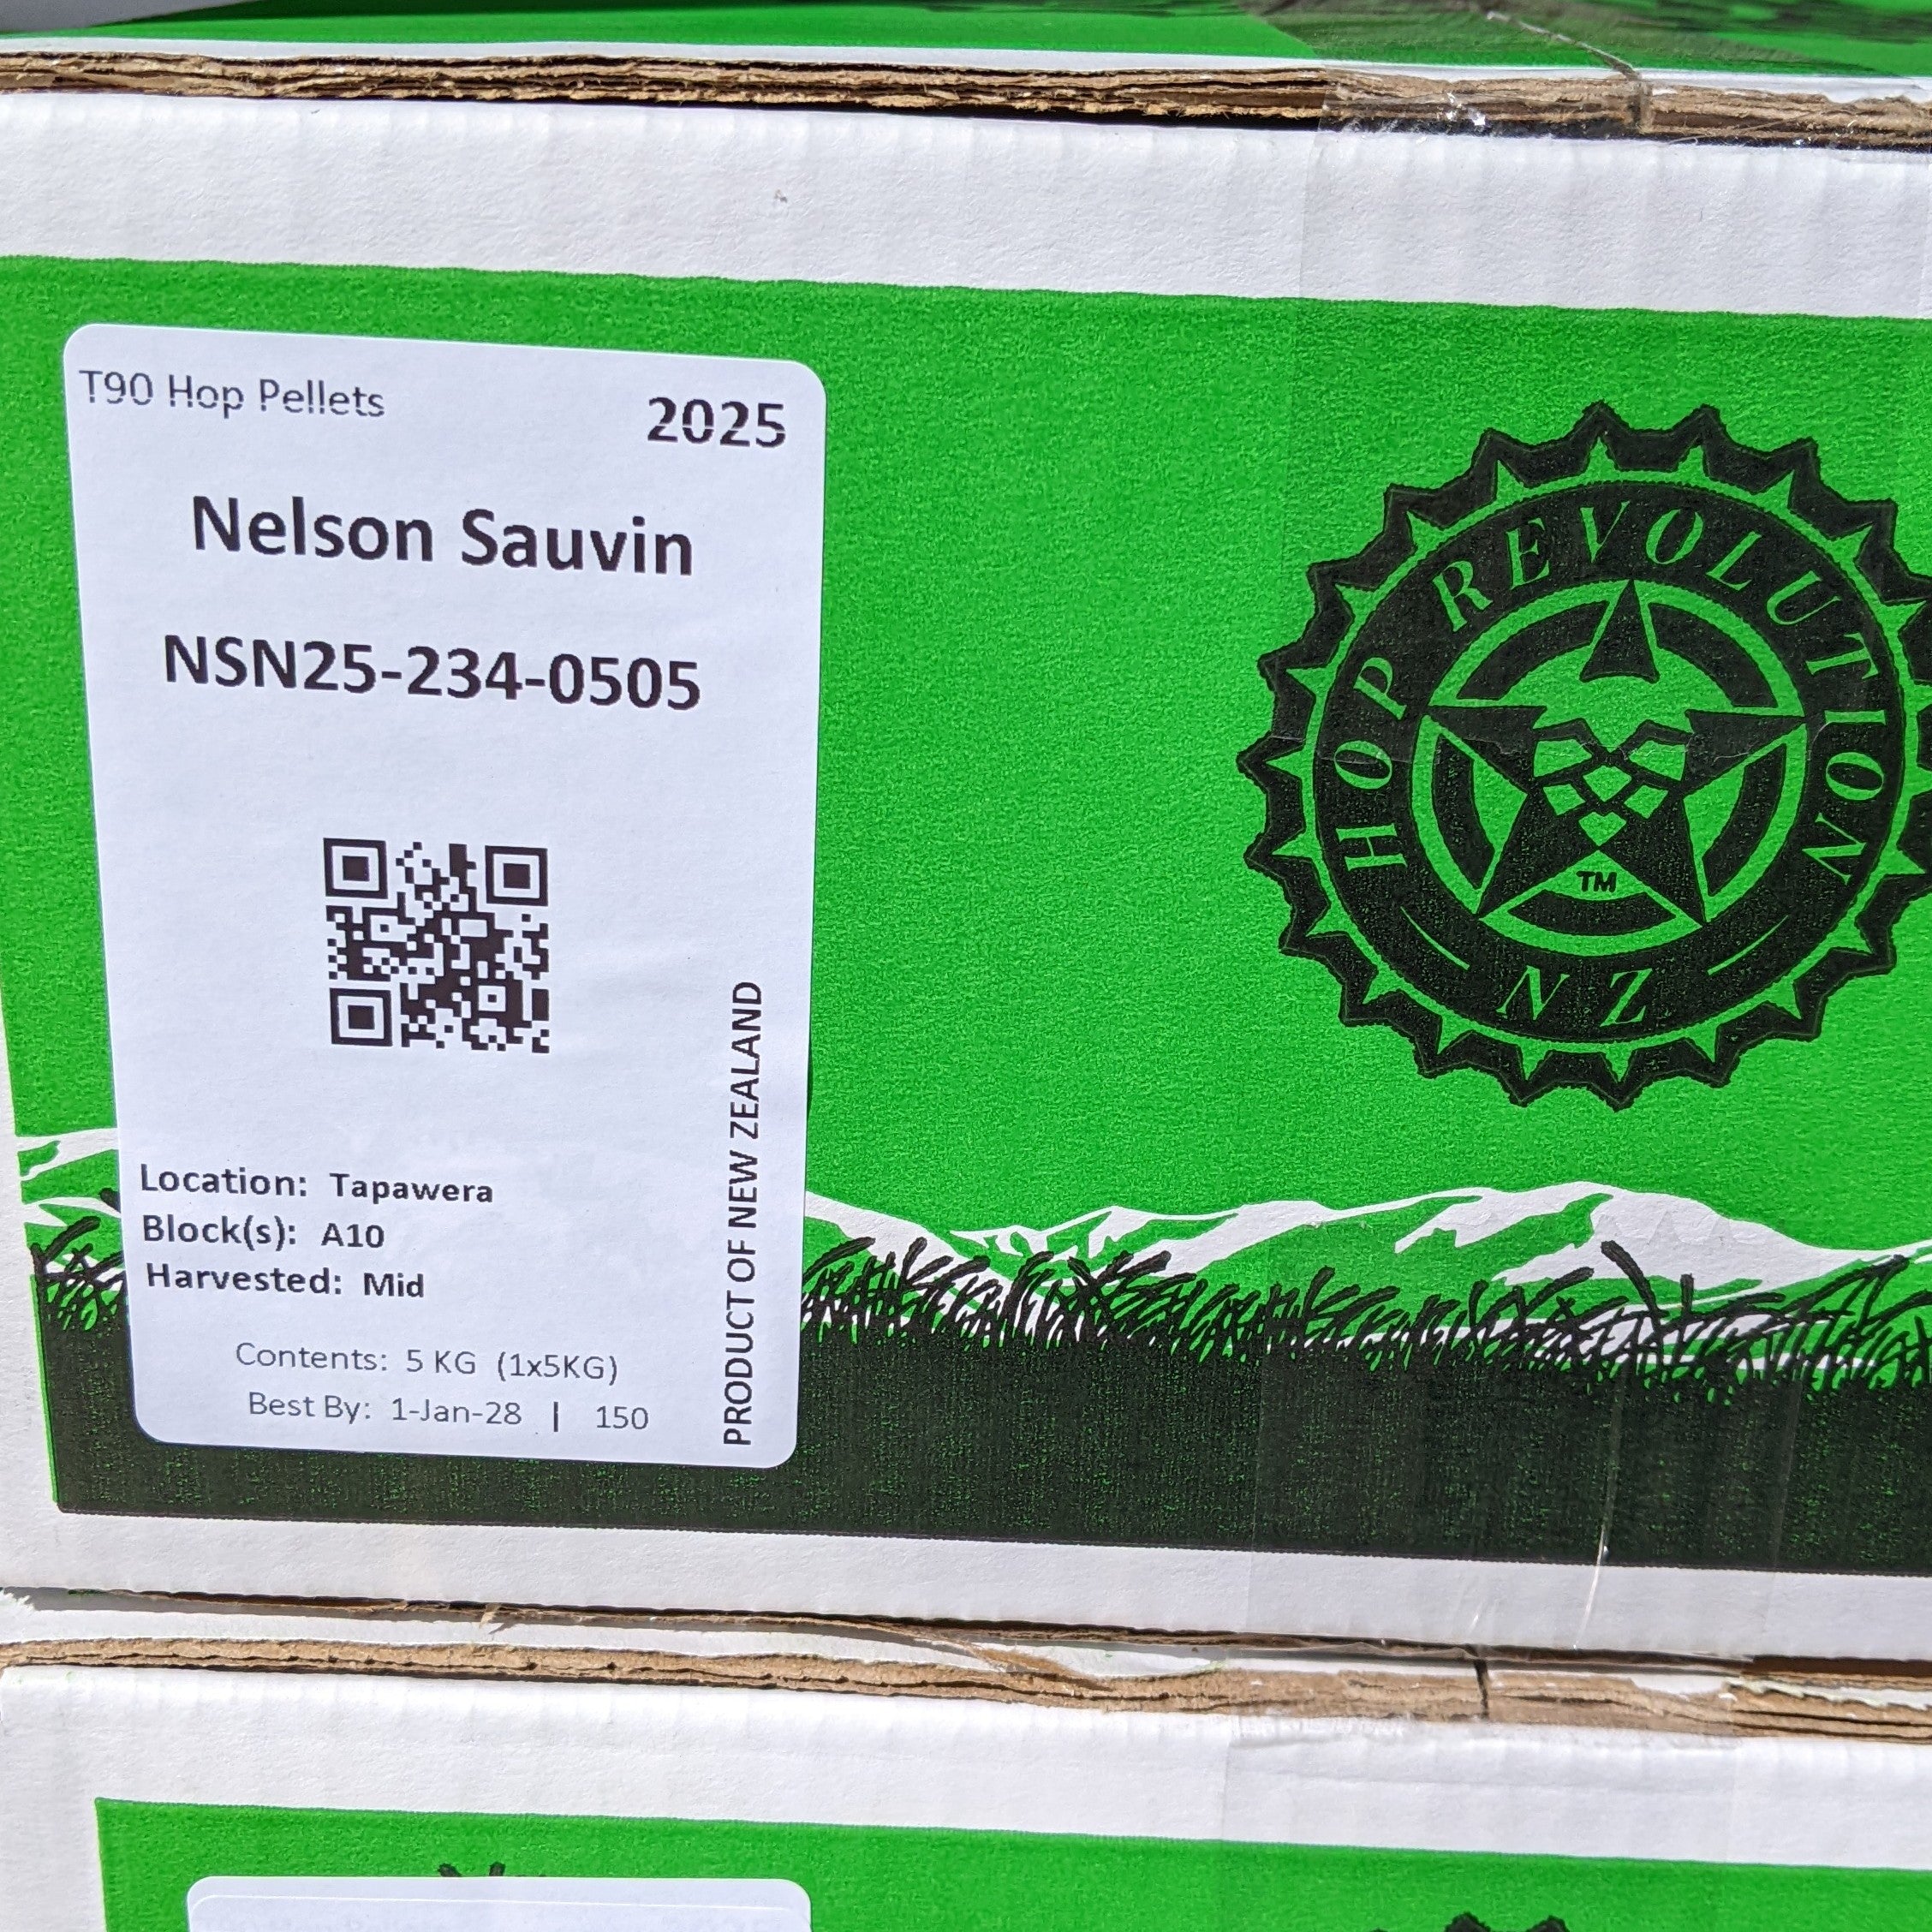 T90 Hop Pellets
2025
Nelson Sauvin
NSN25-234-0505
Location: Tapawera
Block(s): A10
Harvested: Mid
Contents: 5 KG (1x5KG)
Best By: 1-Jan-28 | 150
PRODUCT OF NEW ZEALAND
HOP REVOLUTION
TM
NZ